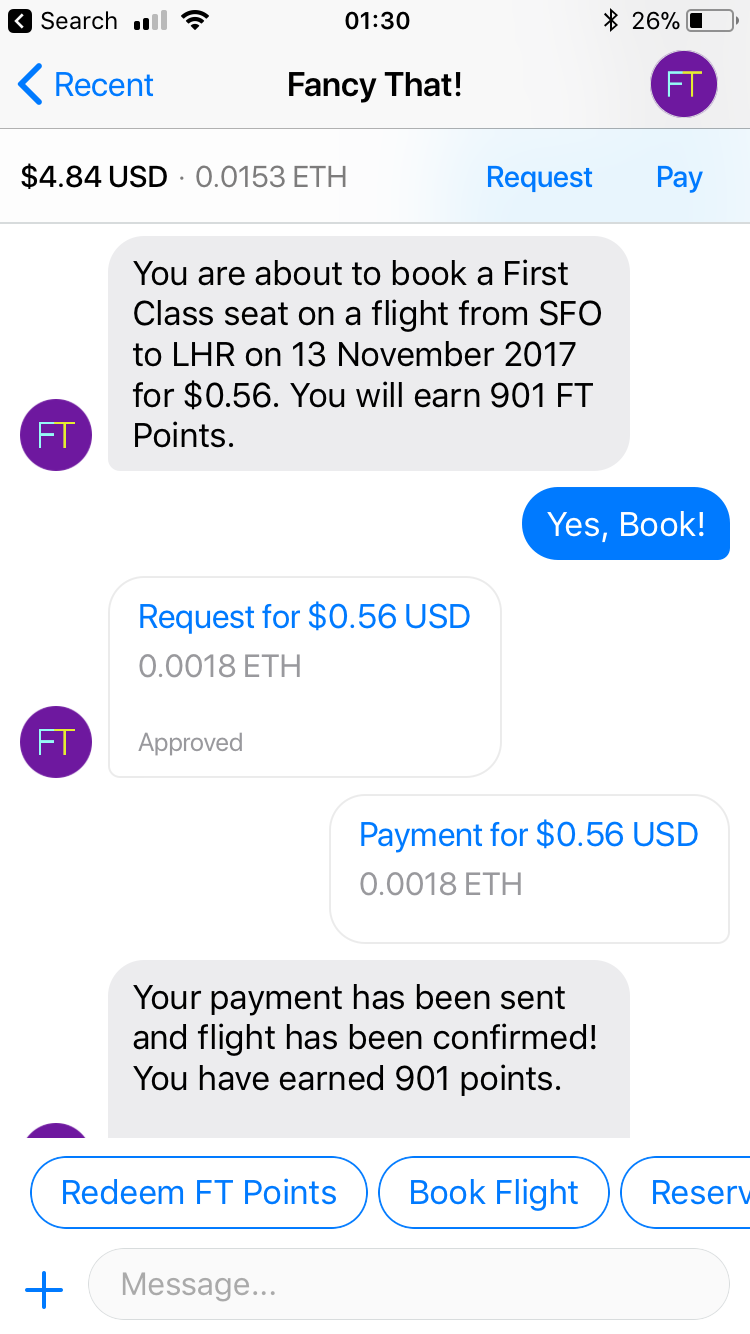 Search 01:30 26%
Recent Fancy That! FT
$4.84 USD · 0.0153 ETH Request Pay
You are about to book a First
Class seat on a flight from SFO
to LHR on 13 November 2017
for $0.56. You will earn 901 FT
Points.
FT
Yes, Book!
Request for $0.56 USD
0.0018 ETH
Approved
FT
Payment for $0.56 USD
0.0018 ETH
Your payment has been sent
and flight has been confirmed!
You have earned 901 points.
Redeem FT Points Book Flight Reserv
Message...